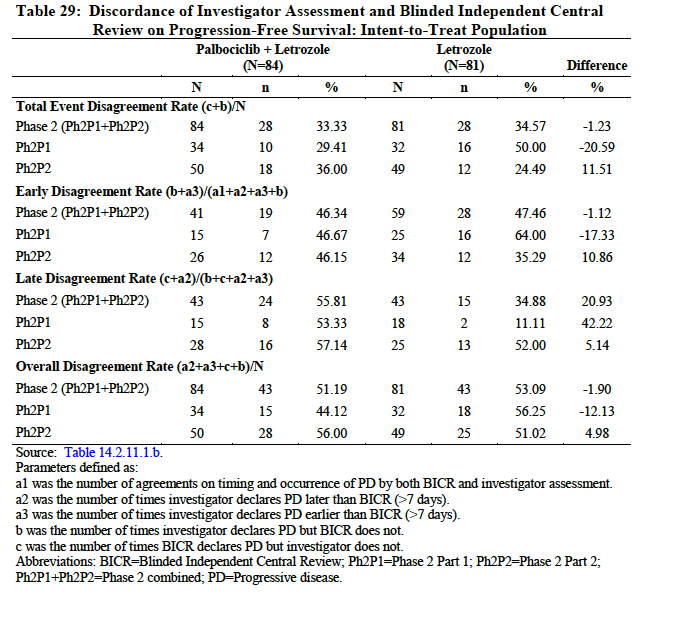 Table 29: Discordance of Investigator Assessment and Blinded Independent Central
Review on Progression-Free Survival: Intent-to-Treat Population
Palbociclib + Letrozole Letrozole
(N=84) (N=81) Difference
N n % N n % %
Total Event Disagreement Rate (c+b)/N
Phase 2 (Ph2P1+Ph2P2) 84 28 33.33 81 28 34.57 -1.23
Ph2P1 34 10 29.41 32 16 50.00 -20.59
Ph2P2 50 18 36.00 49 12 24.49 11.51
Early Disagreement Rate (b+a3)/(a1+a2+a3+b)
Phase 2 (Ph2P1+Ph2P2) 41 19 46.34 59 28 47.46 -1.12
Ph2P1 15 7 46.67 25 16 64.00 -17.33
Ph2P2 26 12 46.15 34 12 35.29 10.86
Late Disagreement Rate (c+a2)/(b+c+a2+a3)
Phase 2 (Ph2P1+Ph2P2) 43 24 55.81 43 15 34.88 20.93
Ph2P1 15 8 53.33 18 2 11.11 42.22
Ph2P2 28 16 57.14 25 13 52.00 5.14
Overall Disagreement Rate (a2+a3+c+b)/N
Phase 2 (Ph2P1+Ph2P2) 84 43 51.19 81 43 53.09 -1.90
Ph2P1 34 15 44.12 32 18 56.25 -12.13
Ph2P2 50 28 56.00 49 25 51.02 4.98
Source: Table 14.2.11.1.b.
Parameters defined as:
a1 was the number of agreements on timing and occurrence of PD by both BICR and investigator assessment.
a2 was the number of times investigator declares PD later than BICR (>7 days).
a3 was the number of times investigator declares PD earlier than BICR (>7 days).
b was the number of times investigator declares PD but BICR does not.
c was the number of times BICR declares PD but investigator does not.
Abbreviations: BICR=Blinded Independent Central Review; Ph2P1=Phase 2 Part 1; Ph2P2=Phase 2 Part 2;
Ph2P1+Ph2P2=Phase 2 combined; PD=Progressive disease.